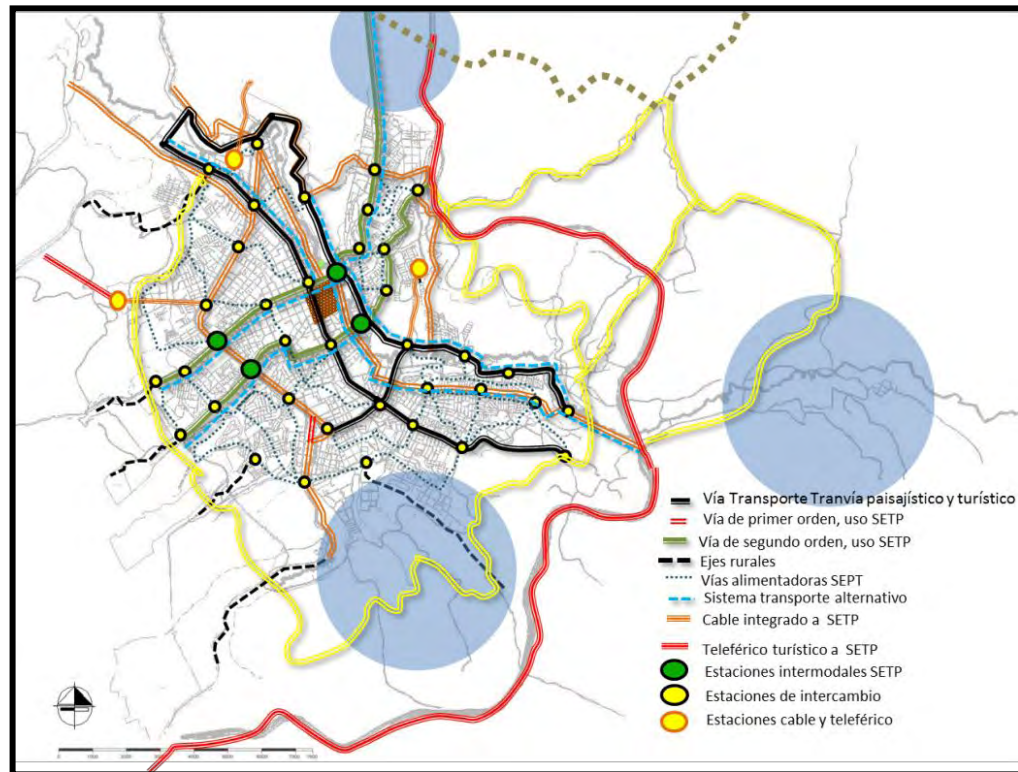 Vía Transporte Tranvía paisajístico y turístico
Vía de primer orden, uso SETP
Vía de segundo orden, uso SETP
Ejes rurales
Vías alimentadoras SEPT
Sistema transporte alternativo
Cable integrado a SETP
Teleférico turístico a SETP
Estaciones intermodales SETP
Estaciones de intercambio
Estaciones cable y teleférico